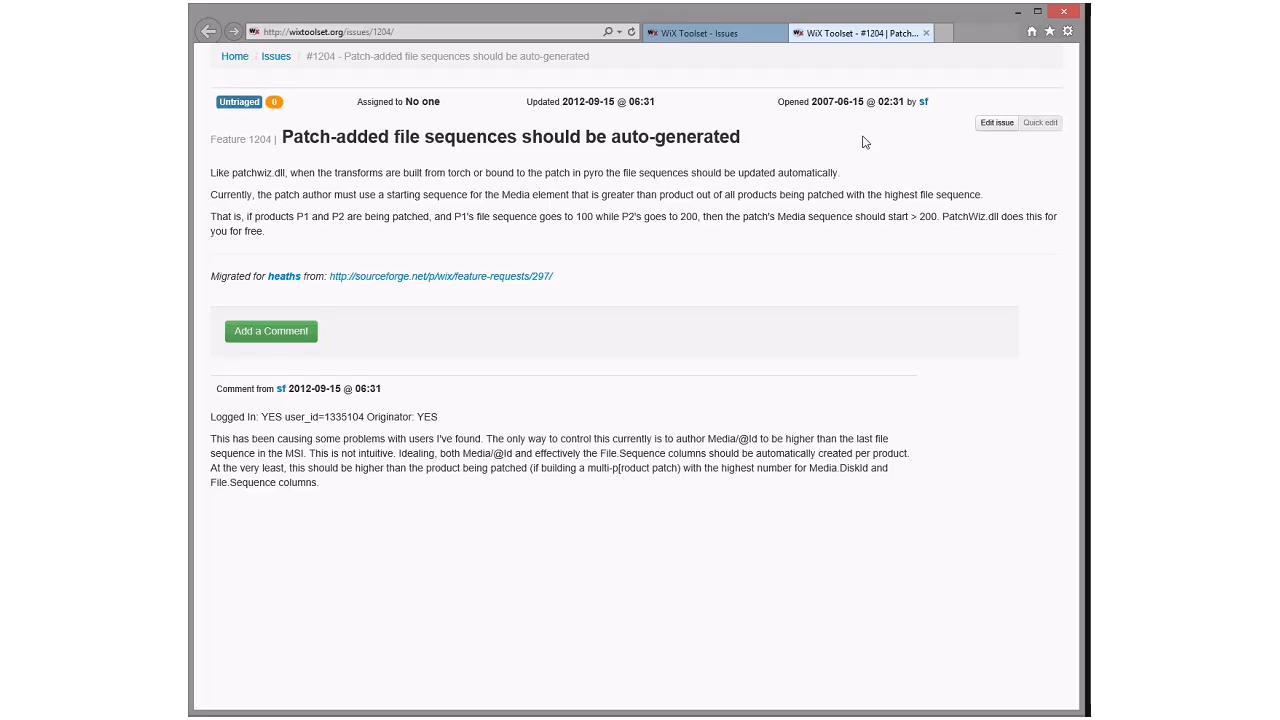 http://wixtoolset.org/issues/1204/
WiX Toolset - Issues
WiX Toolset - #1204 | Patch...
Home / Issues / #1204 - Patch-added file sequences should be auto-generated
Untriaged 0 Assigned to No one Updated 2012-09-15 @ 06:31 Opened 2007-06-15 @ 02:31 by sf
Edit issue Quick edit
Feature 1204 | Patch-added file sequences should be auto-generated
Like patchwiz.dll, when the transforms are built from torch or bound to the patch in pyro the file sequences should be updated automatically.
Currently, the patch author must use a starting sequence for the Media element that is greater than product out of all products being patched with the highest file sequence.
That is, if products P1 and P2 are being patched, and P1's file sequence goes to 100 while P2's goes to 200, then the patch's Media sequence should start > 200. PatchWiz.dll does this for
you for free.
Migrated for heaths from: http://sourceforge.net/p/wix/feature-requests/297/
Add a Comment
Comment from sf 2012-09-15 @ 06:31
Logged In: YES user_id=1335104 Originator: YES
This has been causing some problems with users I've found. The only way to control this currently is to author Media/@Id to be higher than the last file
sequence in the MSI. This is not intuitive. Idealing, both Media/@Id and effectively the File.Sequence columns should be automatically created per product.
At the very least, this should be higher than the product being patched (if building a multi-p[roduct patch) with the highest number for Media.DiskId and
File.Sequence columns.